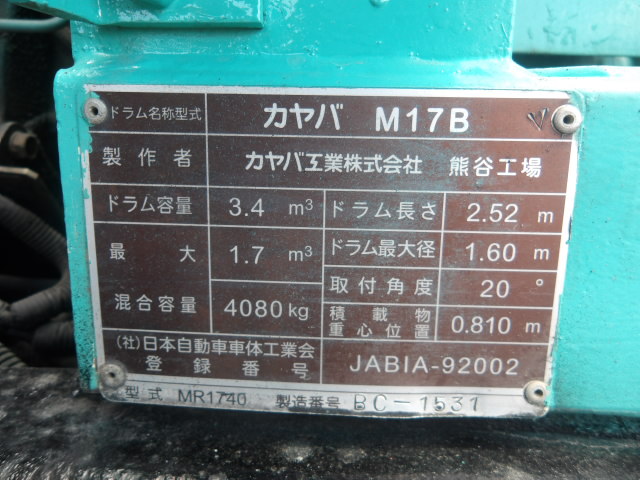 ドラム名称型式 カヤバ M17B
製作者 カヤバ工業株式会社 熊谷工場
ドラム容量 3.4 m³ ドラム長さ 2.52 m
最大 1.7 m³ ドラム最大径 1.60 m
混合容量 4080kg 取付角度 20 °
積載物重心位置 0.810 m
(社)日本自動車車体工業会
登録番号 JABIA-92002
型式 MR1740 製造番号 BC-1531